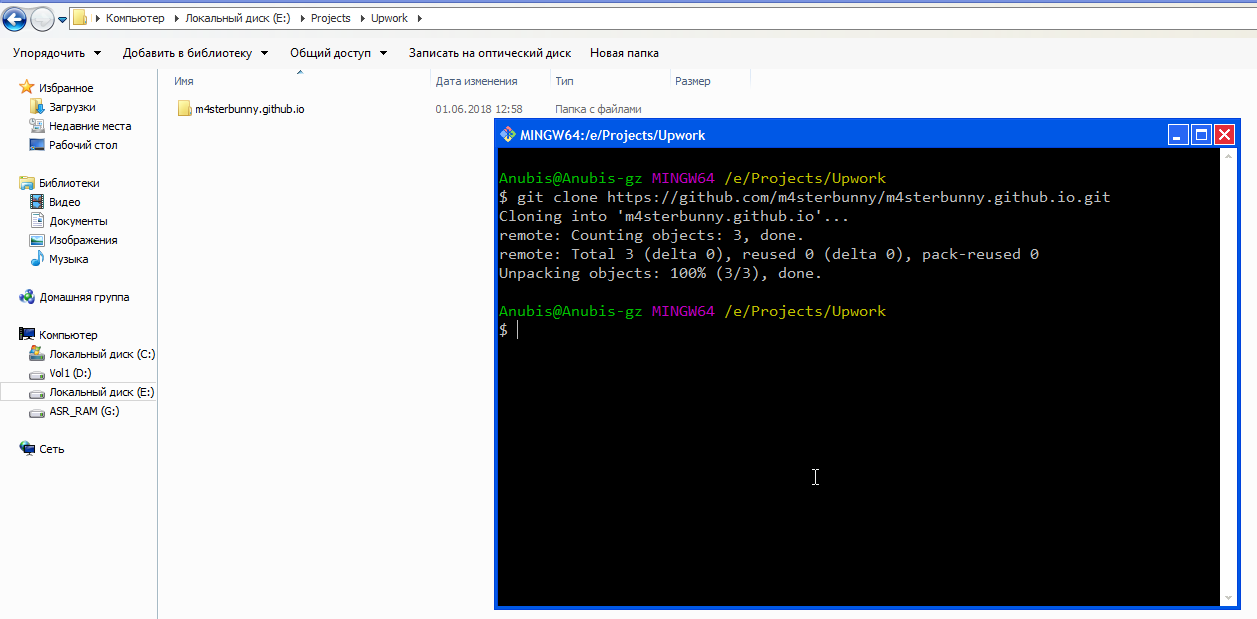 Компьютер Локальный диск (E:) Projects Upwork
Упорядочить Добавить в библиотеку Общий доступ Записать на оптический диск Новая папка
Имя Дата изменения Тип Размер
m4sterbunny.github.io 01.06.2018 12:58 Папка с файлами
Избранное
Загрузки
Недавние места
Рабочий стол
Библиотеки
Видео
Документы
Изображения
Музыка
Домашняя группа
Компьютер
Локальный диск (C:)
Vol1 (D:)
Локальный диск (E:)
ASR_RAM (G:)
Сеть
MINGW64:/e/Projects/Upwork
Anubis@Anubis-gz MINGW64 /e/Projects/Upwork
$ git clone https://github.com/m4sterbunny/m4sterbunny.github.io.git
Cloning into 'm4sterbunny.github.io'...
remote: Counting objects: 3, done.
remote: Total 3 (delta 0), reused 0 (delta 0), pack-reused 0
Unpacking objects: 100% (3/3), done.
Anubis@Anubis-gz MINGW64 /e/Projects/Upwork
$